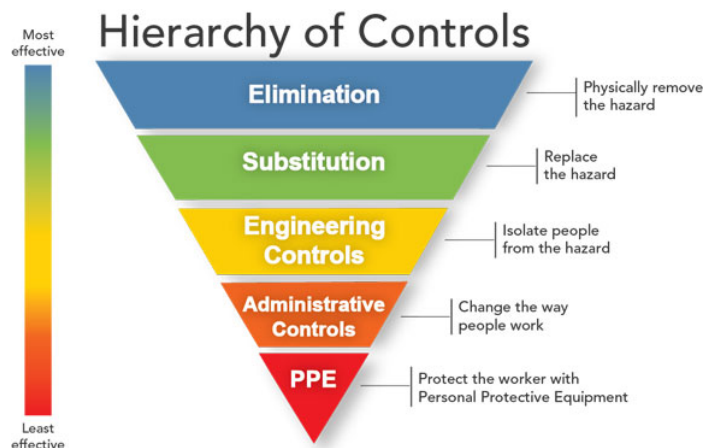 Hierarchy of Controls
Most
effective
Elimination
Physically remove
the hazard
Substitution
Replace
the hazard
Engineering
Controls
Isolate people
from the hazard
Administrative
Controls
Change the way
people work
PPE
Protect the worker with
Personal Protective Equipment
Least
effective